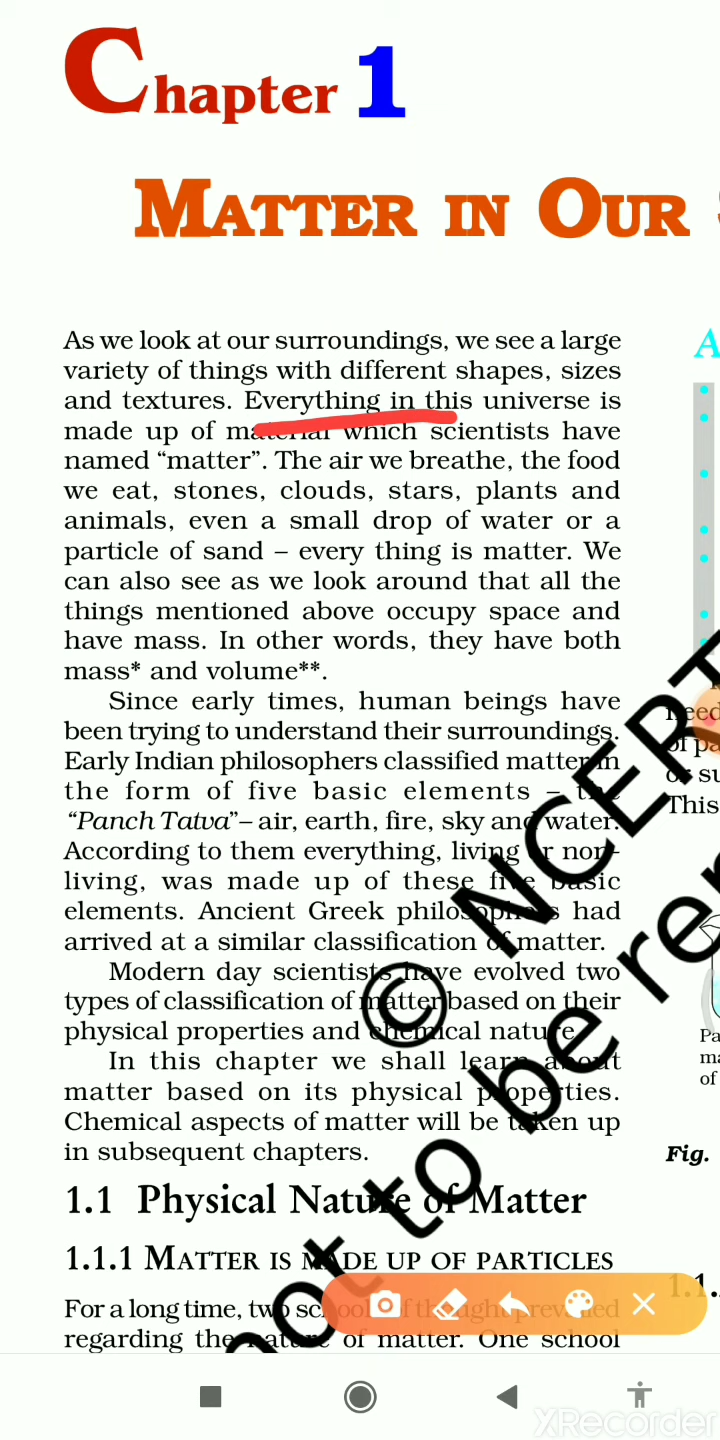 Chapter 1
MATTER IN OUR
As we look at our surroundings, we see a large
variety of things with different shapes, sizes
and textures. Everything in this universe is
made up of material which scientists have
named “matter”. The air we breathe, the food
we eat, stones, clouds, stars, plants and
animals, even a small drop of water or a
particle of sand – every thing is matter. We
can also see as we look around that all the
things mentioned above occupy space and
have mass. In other words, they have both
mass* and volume**.
Since early times, human beings have
been trying to understand their surroundings.
Early Indian philosophers classified matter in
the form of five basic elements – the
“Panch Tatva”– air, earth, fire, sky and water.
According to them everything, living or non-
living, was made up of these five basic
elements. Ancient Greek philosophers had
arrived at a similar classification of matter.
Modern day scientists have evolved two
types of classification of matter based on their
physical properties and chemical nature.
In this chapter we shall learn about
matter based on its physical properties.
Chemical aspects of matter will be taken up
in subsequent chapters.
1.1 Physical Nature of Matter
1.1.1 MATTER IS MADE UP OF PARTICLES
For a long time, two schools of thought prevailed
regarding the nature of matter. One school
A
need
of pa
or su
This
Pa
ma
of
Fig.
1.1.
© NCERT
not to be re
XRecorder